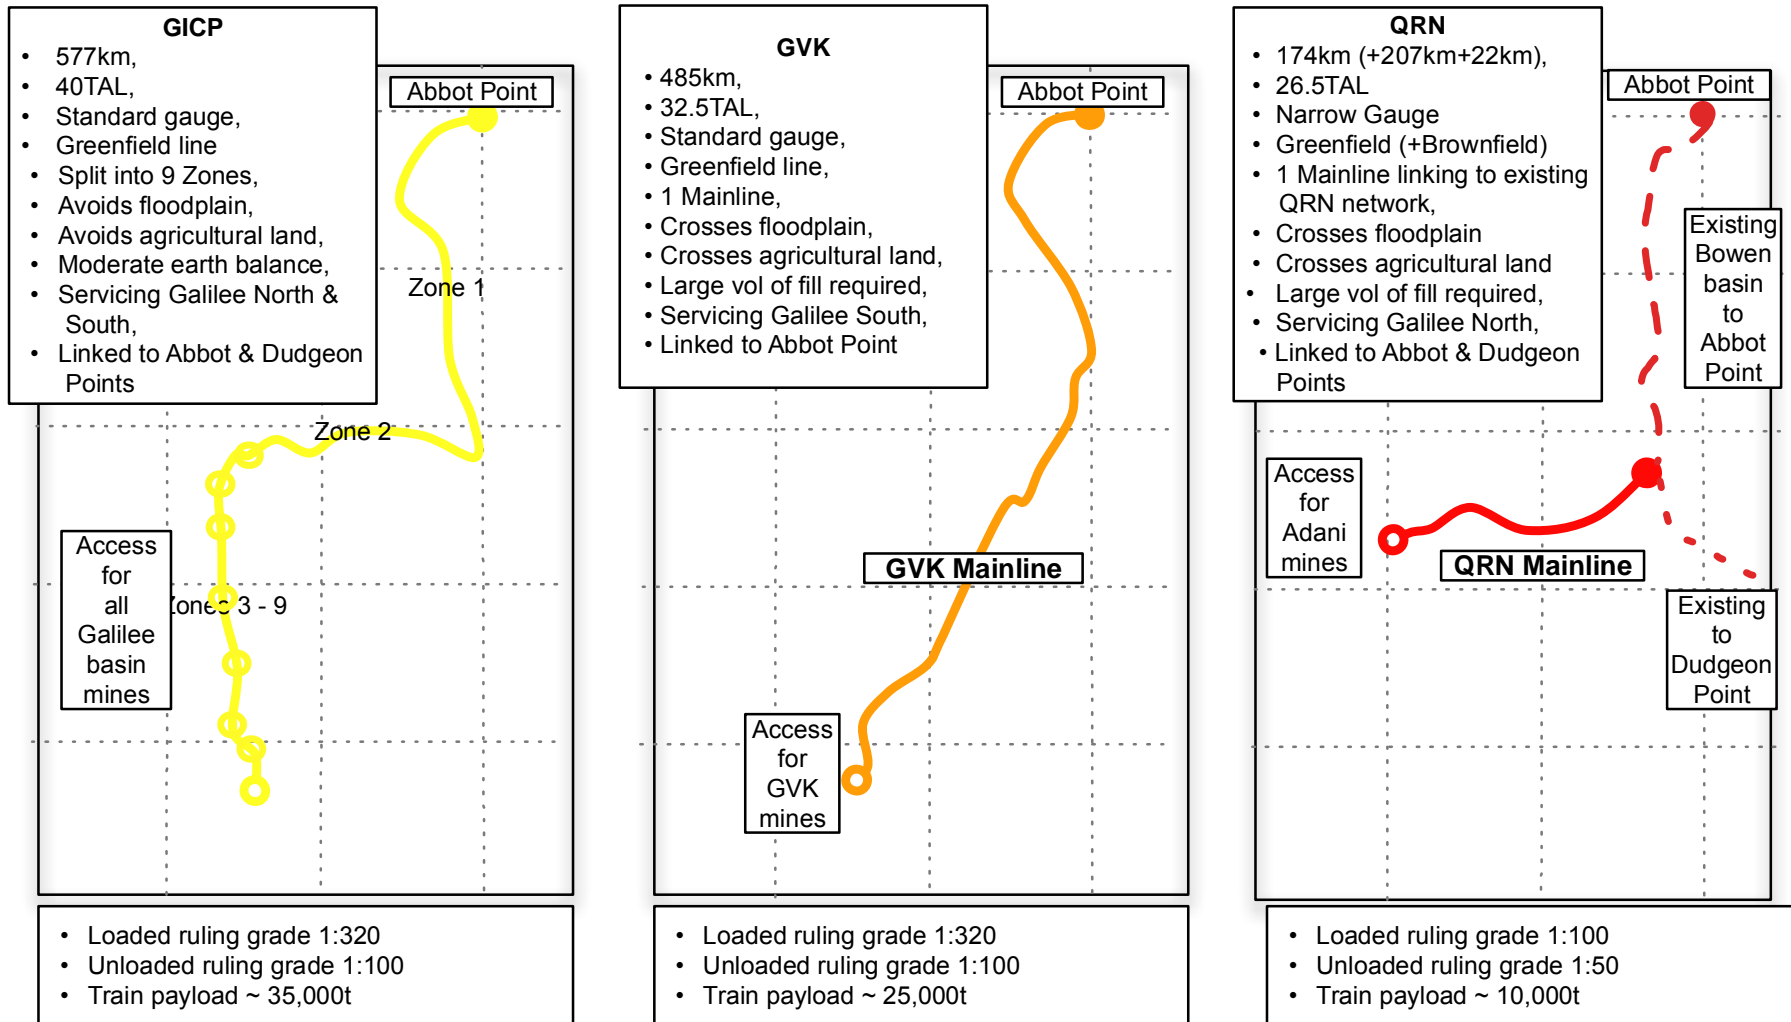 GICP
• 577km,
• 40TAL,
• Standard gauge,
• Greenfield line
• Split into 9 Zones,
• Avoids floodplain,
• Avoids agricultural land,
• Moderate earth balance,
• Servicing Galilee North &
South,
• Linked to Abbot & Dudgeon
Points
Abbot Point
Zone 1
Zone 2
Access
for
all
Galilee
basin
mines
Zones 3 - 9
• Loaded ruling grade 1:320
• Unloaded ruling grade 1:100
• Train payload ~ 35,000t
GVK
• 485km,
• 32.5TAL,
• Standard gauge,
• Greenfield line,
• 1 Mainline,
• Crosses floodplain,
• Crosses agricultural land,
• Large vol of fill required,
• Servicing Galilee South,
• Linked to Abbot Point
Abbot Point
GVK Mainline
Access
for
GVK
mines
• Loaded ruling grade 1:320
• Unloaded ruling grade 1:100
• Train payload ~ 25,000t
QRN
• 174km (+207km+22km),
• 26.5TAL
• Narrow Gauge
• Greenfield (+Brownfield)
• 1 Mainline linking to existing
QRN network,
• Crosses floodplain
• Crosses agricultural land
• Large vol of fill required,
• Servicing Galilee North,
• Linked to Abbot & Dudgeon
Points
Abbot Point
Existing
Bowen
basin
to
Abbot
Point
Access
for
Adani
mines
QRN Mainline
Existing
to
Dudgeon
Point
• Loaded ruling grade 1:100
• Unloaded ruling grade 1:50
• Train payload ~ 10,000t